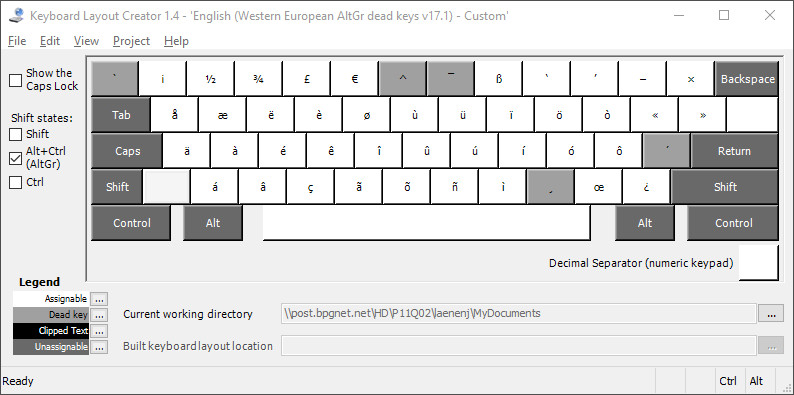 Keyboard Layout Creator 1.4 - 'English (Western European AltGr dead keys v17.1) - Custom'
File Edit View Project Help
Show the
Caps Lock
Shift states:
Shift
Alt+Ctrl
(AltGr)
Ctrl
` ¡ ½ ¾ £ € ^ ¯ ß ‘ ’ – × Backspace
Tab å æ ë è ø ù ü ï ö ò « »
Caps ä à é ê î û ú í ó ô ´ Return
Shift á â ç ã õ ñ ì ¸ œ ¿ Shift
Control Alt Alt Control
Decimal Separator (numeric keypad)
Legend
Assignable ...
Dead key ...
Clipped Text ...
Unassignable ...
Current working directory \\post.bpgnet.net\HD\P11Q02\laenenj\MyDocuments ...
Built keyboard layout location ...
Ready Ctrl Alt